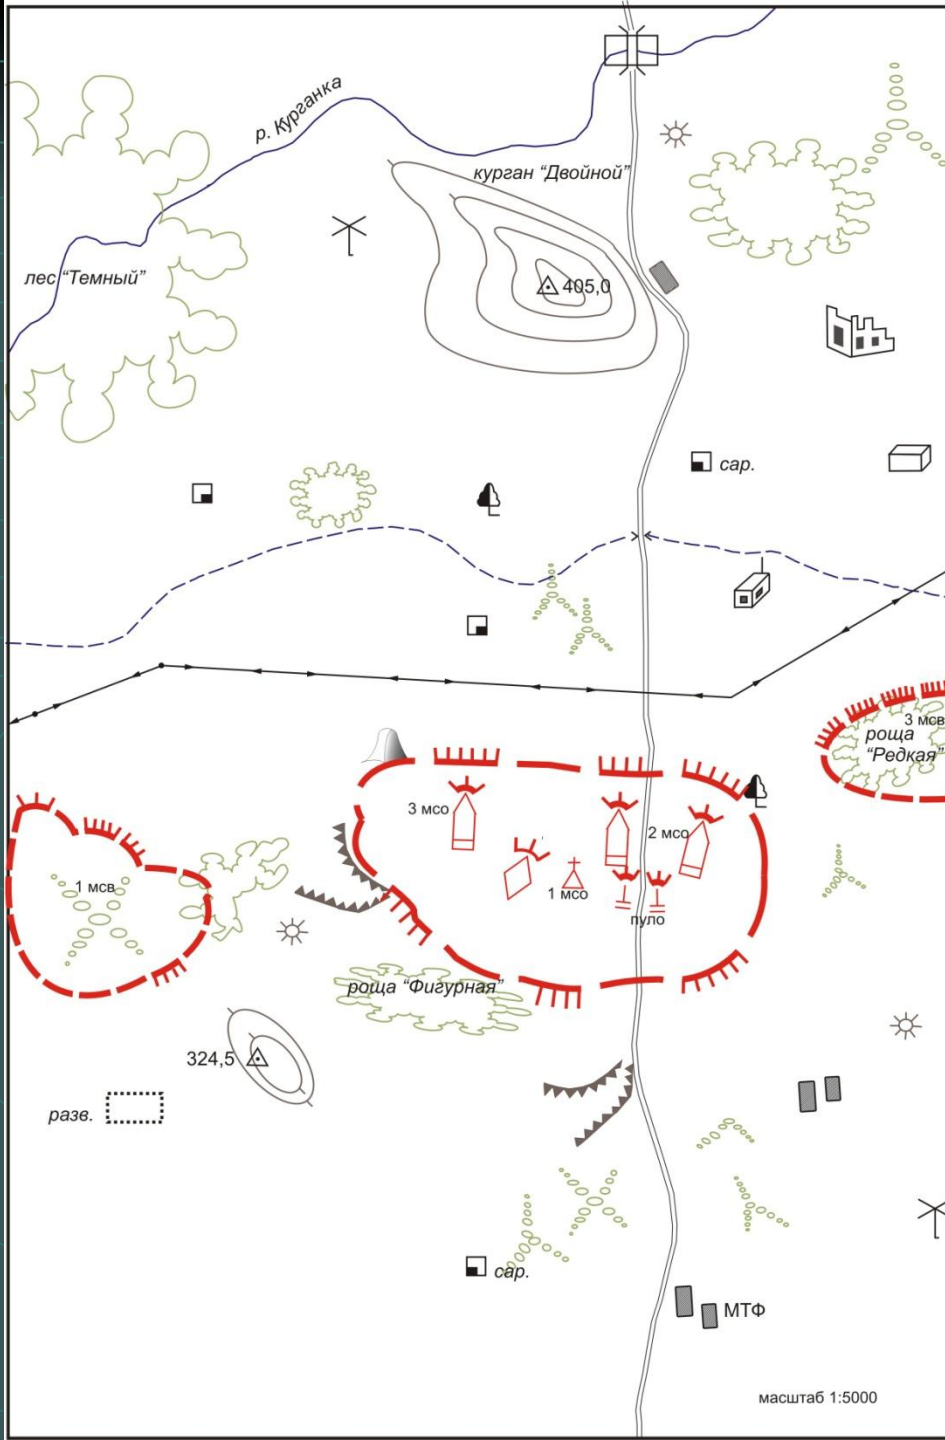 р. Курганка
курган “Двойной”
лес “Темный”
405,0
сар.
3 мсв
роща
“Редкая”
3 мсо
2 мсо
1 мсв
1 мсо
пуло
роща “Фигурная”
324,5
разв.
сар.
МТФ
масштаб 1:5000